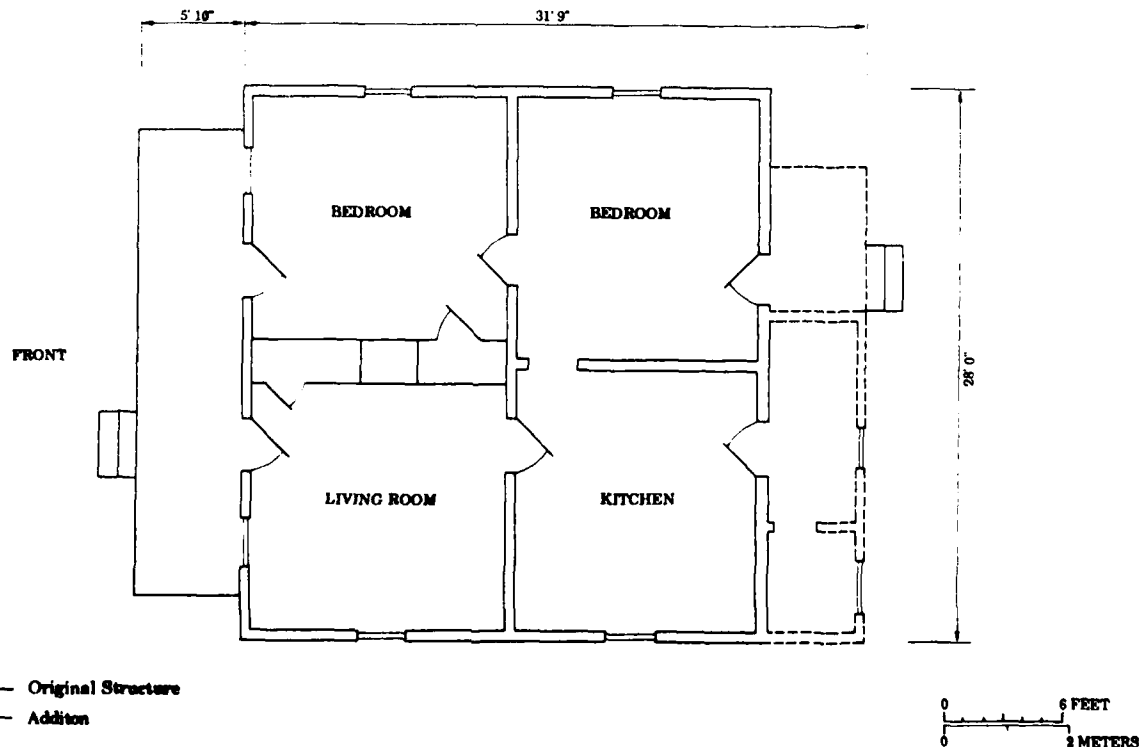 5' 10"
31' 9"
BEDROOM
BEDROOM
FRONT
28' 0"
LIVING ROOM
KITCHEN
— Original Structure
— Additon
0 6 FEET
0 2 METERS